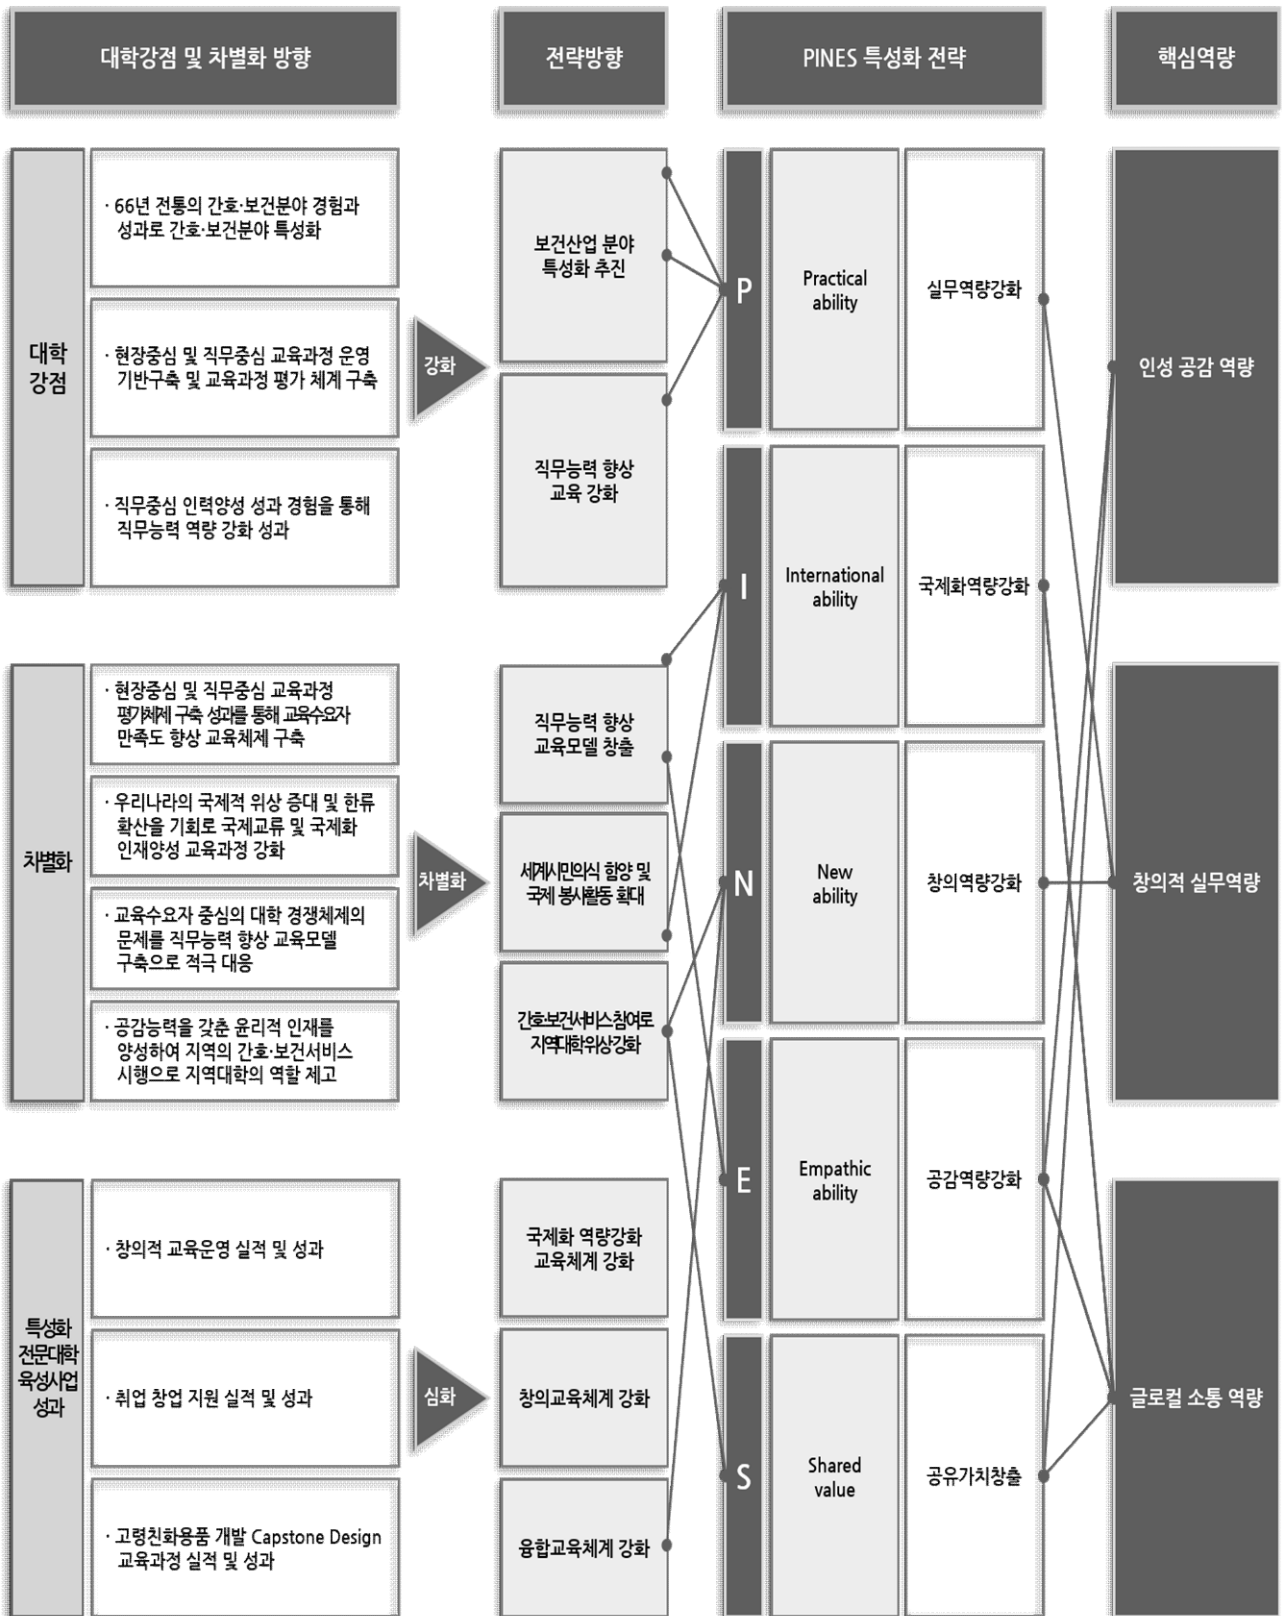 대학강점 및 차별화 방향
전략방향
PINES 특성화 전략
핵심역량
대학
강점
· 66년 전통의 간호·보건분야 경험과
성과로 간호·보건분야 특성화
· 현장중심 및 직무중심 교육과정 운영
기반구축 및 교육과정 평가 체계 구축
· 직무중심 인력양성 성과 경험을 통해
직무능력 역량 강화 성과
강화
보건산업 분야
특성화 추진
직무능력 향상
교육 강화
차별화
· 현장중심 및 직무중심 교육과정
평가체제 구축 성과를 통해 교육수요자
만족도 향상 교육체제 구축
· 우리나라의 국제적 위상 증대 및 한류
확산을 기회로 국제교류 및 국제화
인재양성 교육과정 강화
· 교육수요자 중심의 대학 경쟁체제의
문제를 직무능력 향상 교육모델
구축으로 적극 대응
· 공감능력을 갖춘 윤리적 인재를
양성하여 지역의 간호·보건서비스
시행으로 지역대학의 역할 제고
차별화
직무능력 향상
교육모델 창출
세계시민의식 함양 및
국제 봉사활동 확대
간호·보건서비스참여로
지역대학위상강화
특성화
전문대학
육성사업
성과
· 창의적 교육운영 실적 및 성과
· 취업 창업 지원 실적 및 성과
· 고령친화용품 개발 Capstone Design
교육과정 실적 및 성과
심화
국제화 역량강화
교육체계 강화
창의교육체계 강화
융합교육체계 강화
P
Practical
ability
실무역량강화
I
International
ability
국제화역량강화
N
New
ability
창의역량강화
E
Empathic
ability
공감역량강화
S
Shared
value
공유가치창출
인성 공감 역량
창의적 실무역량
글로컬 소통 역량